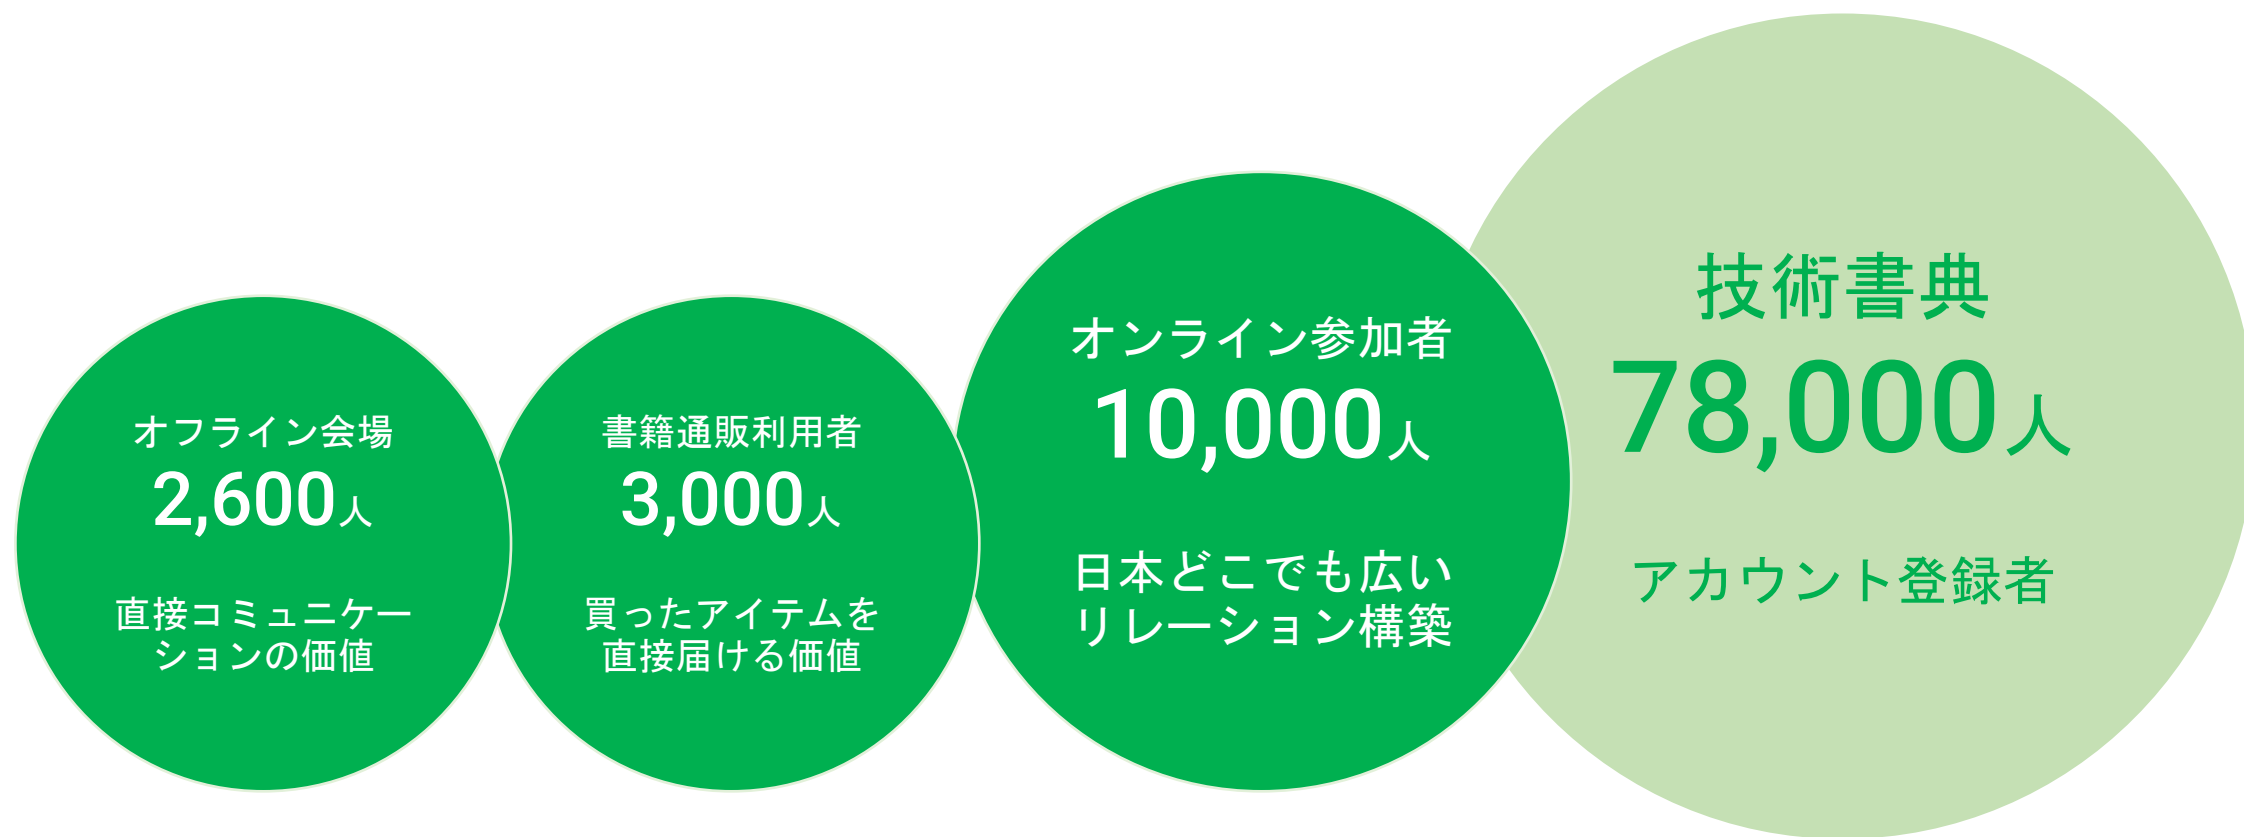 オフライン会場
2,600人
直接コミュニケー
ションの価値
書籍通販利用者
3,000人
買ったアイテムを
直接届ける価値
オンライン参加者
10,000人
日本どこでも広い
リレーション構築
技術書典
78,000人
アカウント登録者